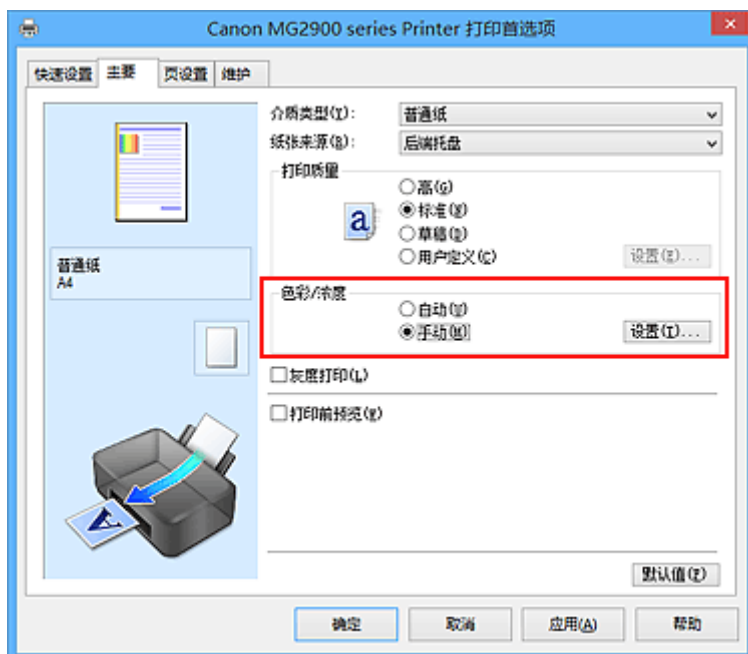 Canon MG2900 series Printer 打印首选项
快速设置 主要 页设置 维护
介质类型(Y): 普通纸
纸张来源(R): 后端托盘
打印质量
高(G)
a
标准(S)
草稿(D)
用户定义(C) 设置(E)...
普通纸
A4
色彩/浓度
自动(U)
手动(M) 设置(T)...
灰度打印(L)
打印前预览(K)
A
默认值(F)
确定 取消 应用(A) 帮助